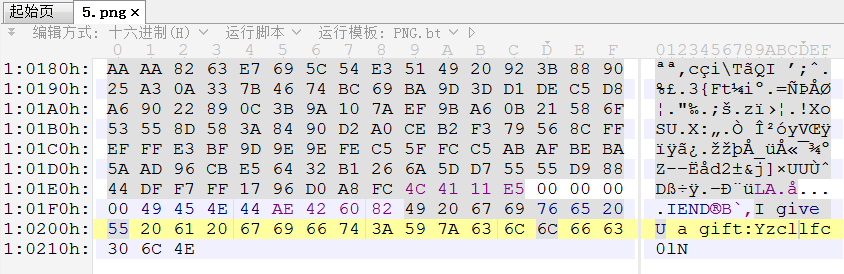 起始页 5.png ×
编辑方式: 十六进制(H) 运行脚本 运行模板: PNG.bt
0 1 2 3 4 5 6 7 8 9 A B C D E F 0123456789ABCDEF
1:0180h: AA AA 82 63 E7 69 5C 54 E3 51 49 20 92 3B 88 90 ªª‚cçi\TãQI ’;ˆ.
1:0190h: 25 A3 0A 33 7B 46 74 BC 69 BA 9D 3D D1 DE C5 D8 %£.3{Ft¼iº.=ÑÞÅØ
1:01A0h: A6 90 22 89 0C 3B 9A 10 7A EF 9B A6 0B 21 58 6F ¦."‰.;š.zï›¦.!Xo
1:01B0h: 53 55 8D 58 3A 84 90 D2 A0 CE B2 F3 79 56 8C FF SU.X:„.Ò Î²óyVŒÿ
1:01C0h: EF FF E3 BF 9D 9E 9E FE C5 5F FC C5 AB AF BE BA ïÿã¿.žžþÅ_üÅ«¯¾º
1:01D0h: 5A AD 96 CB E5 64 32 B1 26 6A 5D D7 55 55 D9 88 Z­–Ëåd2±&j]×UUÙˆ
1:01E0h: 44 DF F7 FF 17 96 D0 A8 FC 4C 41 11 E5 00 00 00 Dß÷ÿ.–Ð¨üLA.å...
1:01F0h: 00 49 45 4E 44 AE 42 60 82 49 20 67 69 76 65 20 .IEND®B`‚I give
1:0200h: 55 20 61 20 67 69 66 74 3A 59 7A 63 6C 6C 66 63 U a gift:Yzcllfc
1:0210h: 30 6C 4E 0lN